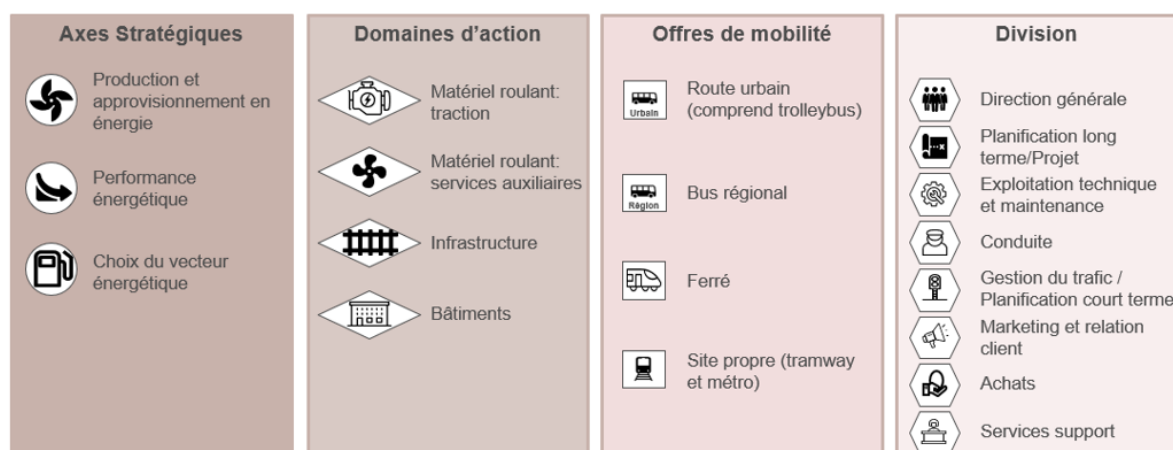 Axes Stratégiques
Production et
approvisionnement en
énergie
Performance
énergétique
Choix du vecteur
énergétique
Domaines d'action
Matériel roulant:
traction
Matériel roulant:
services auxiliaires
Infrastructure
Bâtiments
Offres de mobilité
Urbain
Route urbain
(comprend trolleybus)
Région
Bus régional
Ferré
Site propre (tramway
et métro)
Division
Direction générale
Planification long
terme/Projet
Exploitation technique
et maintenance
Conduite
Gestion du trafic /
Planification court terme
Marketing et relation
client
Achats
Services support